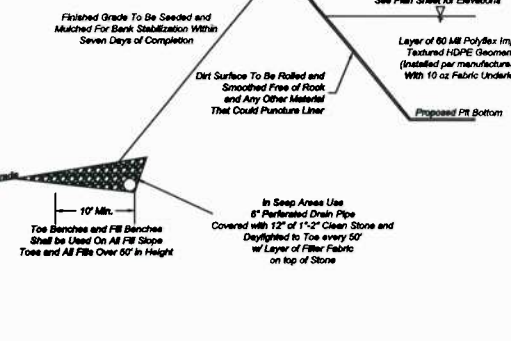 See Plan Sheet for Elevations
Finished Grade To Be Seeded and
Mulched For Bank Stabilization Within
Seven Days of Completion
Layer of 60 Mil Polyflex Im
Textured HDPE Geomem
(Installed per manufacture
With 10 oz Fabric Underl
Dirt Surface To Be Rolled and
Smoothed Free of Rock
and Any Other Material
That Could Puncture Liner
Proposed Pit Bottom
rade
10' Min.
Toe Benches and Fill Benches
Shall be Used On All Fill Slope
Toes and All Fills Over 60' in Height
In Seep Areas Use
6" Perforated Drain Pipe
Covered with 12" of 1"-2" Clean Stone and
Daylighted to Toe every 50'
w/ Layer of Filter Fabric
on top of Stone